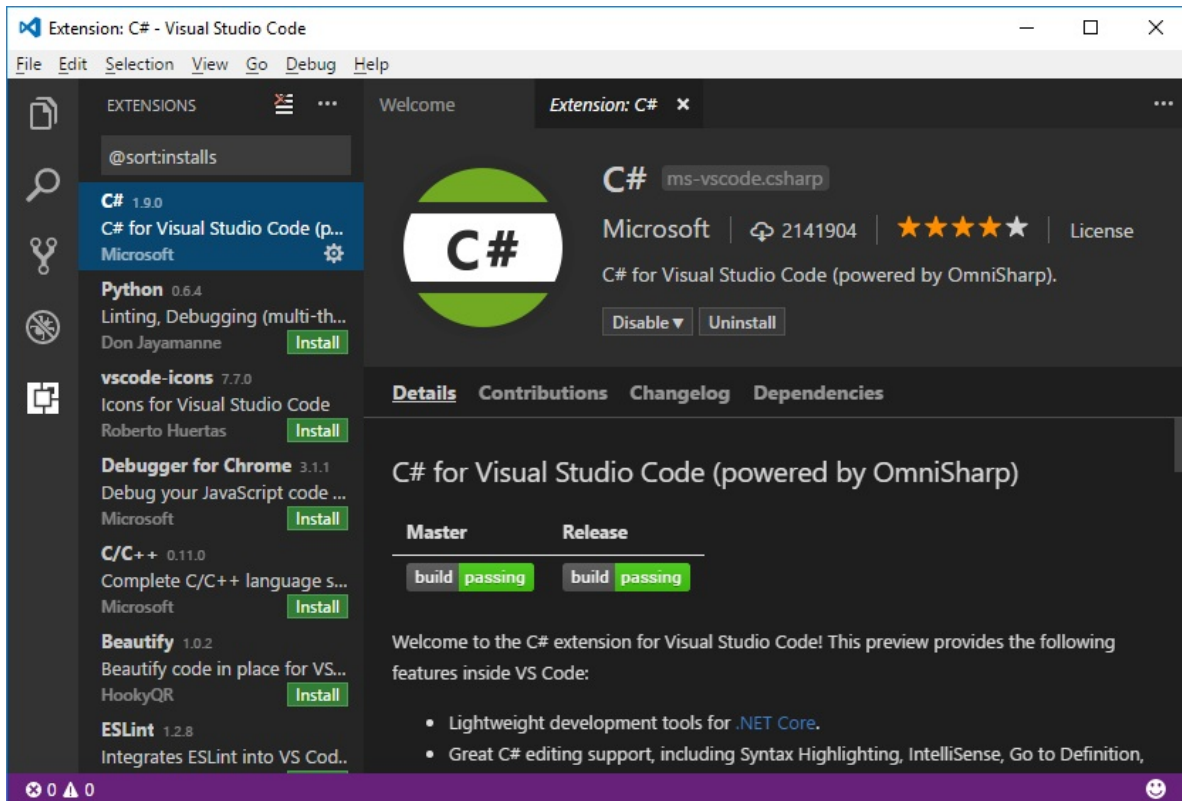 Extension: C# - Visual Studio Code
File Edit Selection View Go Debug Help
EXTENSIONS
@sort:installs
C# 1.9.0
C# for Visual Studio Code (p...
Microsoft
Python 0.6.4
Linting, Debugging (multi-th...
Don Jayamanne Install
vscode-icons 7.7.0
Icons for Visual Studio Code
Roberto Huertas Install
Debugger for Chrome 3.1.1
Debug your JavaScript code ...
Microsoft Install
C/C++ 0.11.0
Complete C/C++ language s...
Microsoft Install
Beautify 1.0.2
Beautify code in place for VS...
HookyQR Install
ESLint 1.2.8
Integrates ESLint into VS Cod..
Welcome Extension: C#
C#
C# ms-vscode.csharp
Microsoft 2141904 License
C# for Visual Studio Code (powered by OmniSharp).
Disable Uninstall
Details Contributions Changelog Dependencies
C# for Visual Studio Code (powered by OmniSharp)
Master Release
build passing build passing
Welcome to the C# extension for Visual Studio Code! This preview provides the following
features inside VS Code:
• Lightweight development tools for .NET Core.
• Great C# editing support, including Syntax Highlighting, IntelliSense, Go to Definition,
0 0